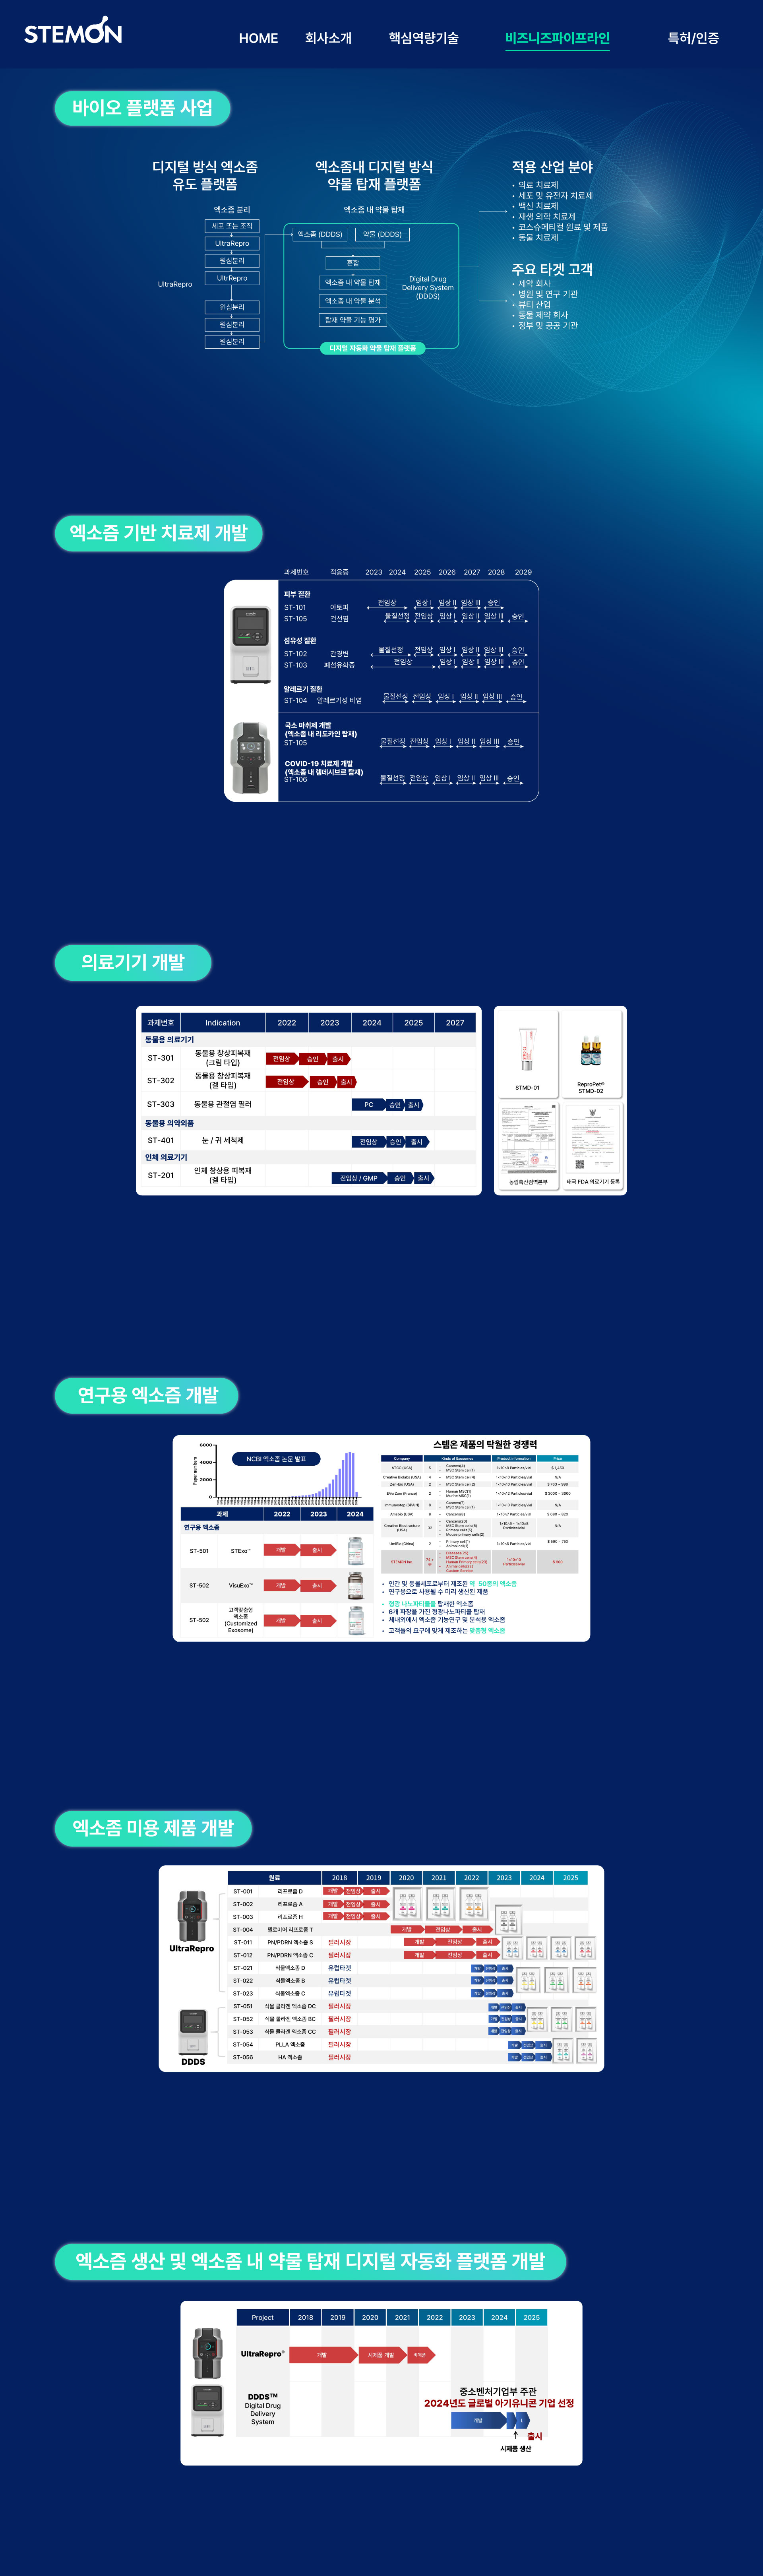 STEMON
HOME
회사소개
핵심역량기술
비즈니즈파이프라인
특허/인증
바이오 플랫폼 사업
디지털 방식 엑소좀
유도 플랫폼
엑소좀 분리
세포 또는 조직
UltraRepro
원심분리
UltrRepro
UltraRepro
원심분리
원심분리
원심분리
엑소좀내 디지털 방식
약물 탑재 플랫폼
엑소좀 내 약물 탑재
엑소좀 (DDDS)
약물 (DDDS)
혼합
엑소좀 내 약물 탑재
엑소좀 내 약물 분석
탑재 약물 기능 평가
Digital Drug
Delivery System
(DDDS)
디지털 자동화 약물 탑재 플랫폼
적용 산업 분야
• 의료 치료제
• 세포 및 유전자 치료제
• 백신 치료제
• 재생 의학 치료제
• 코스슈메티컬 원료 및 제품
• 동물 치료제
주요 타겟 고객
• 제약 회사
• 병원 및 연구 기관
• 뷰티 산업
• 동물 제약 회사
• 정부 및 공공 기관
엑소즘 기반 치료제 개발
과제번호 적응증 2023 2024 2025 2026 2027 2028 2029
피부 질환
ST-101 아토피 전임상 임상 I 임상 II 임상 III 승인
ST-105 건선염 물질선정 전임상 임상 I 임상 II 임상 III 승인
섬유성 질환
ST-102 간경변 물질선정 전임상 임상 I 임상 II 임상 III 승인
ST-103 폐섬유화증 전임상 임상 I 임상 II 임상 III 승인
알레르기 질환
ST-104 알레르기성 비염 물질선정 전임상 임상 I 임상 II 임상 III 승인
국소 마취제 개발
(엑소좀 내 리도카인 탑재)
ST-105 물질선정 전임상 임상 I 임상 II 임상 III 승인
COVID-19 치료제 개발
(엑소좀 내 렘데시브르 탑재)
ST-106 물질선정 전임상 임상 I 임상 II 임상 III 승인
의료기기 개발
과제번호 Indication 2022 2023 2024 2025 2027
동물용 의료기기
ST-301 동물용 창상피복재
(크림 타입)
전임상 승인 출시
ST-302 동물용 창상피복재
(겔 타입)
전임상 승인 출시
ST-303 동물용 관절염 필러 PC 승인 출시
동물용 의약외품
ST-401 눈 / 귀 세척제 전임상 승인 출시
인체 의료기기
ST-201 인체 창상용 피복재
(겔 타입)
전임상 / GMP 승인 출시
STMD-01
ReproPet®
STMD-02
농림축산검역본부
태국 FDA 의료기기 등록
연구용 엑소즘 개발
6000
4000
2000
0
Paper numbers
NCBI 엑소좀 논문 발표
과제 2022 2023 2024
연구용 엑소좀
ST-501 STExo™ 개발 출시
ST-502 VisuExo™ 개발 출시
ST-502 고객맞춤형
엑소좀
(Customized
Exosome)
개발 출시
스템온 제품의 탁월한 경쟁력
Company Kinds of Exosomes Product information Price
ATCC (USA)
Creative Biolabs (USA)
Zen-bio (USA)
EliteZom (France)
Immunostep (SPAIN)
Anxibio (USA)
Creative Biostructure
(USA)
UniBio (China)
STEMON Inc.
• 인간 및 동물세포로부터 제조된 약 50종의 엑소좀
• 연구용으로 사용될 수 미리 생산된 제품
• 형광 나노파티클을 탑재한 엑소좀
• 6개 파장을 가진 형광나노파티클 탑재
• 체내외에서 엑소좀 기능연구 및 분석용 엑소좀
• 고객들의 요구에 맞게 제조하는 맞춤형 엑소좀
엑소좀 미용 제품 개발
원료 2018 2019 2020 2021 2022 2023 2024 2025
ST-001 리프로좀 D 개발 전임상 출시
ST-002 리프로좀 A 개발 전임상 출시
ST-003 리프로좀 H 개발 전임상 출시
ST-004 텔로미어 리프로좀 T 개발 전임상 출시
ST-011 PN/PDRN 엑소좀 S 필러시장 개발 전임상 출시
ST-012 PN/PDRN 엑소좀 C 필러시장 개발 전임상 출시
ST-021 식물엑소좀 D 유럽타겟 개발 전임상 출시
ST-022 식물엑소좀 B 유럽타겟 개발 전임상 출시
ST-023 식물엑소좀 C 유럽타겟 개발 전임상 출시
ST-051 식물 콜라겐 엑소좀 DC 필러시장 개발 전임상 출시
ST-052 식물 콜라겐 엑소좀 BC 필러시장 개발 전임상 출시
ST-053 식물 콜라겐 엑소좀 CC 필러시장 개발 전임상 출시
ST-054 PLLA 엑소좀 필러시장 개발 전임상 출시
ST-056 HA 엑소좀 필러시장 개발 전임상 출시
UltraRepro
DDDS
엑소즘 생산 및 엑소좀 내 약물 탑재 디지털 자동화 플랫폼 개발
Project 2018 2019 2020 2021 2022 2023 2024 2025
UltraRepro® 개발 시제품 개발
DDDS™
Digital Drug
Delivery
System
중소벤처기업부 주관
2024년도 글로벌 아기유니콘 기업 선정
개발 L
출시
시제품 생산